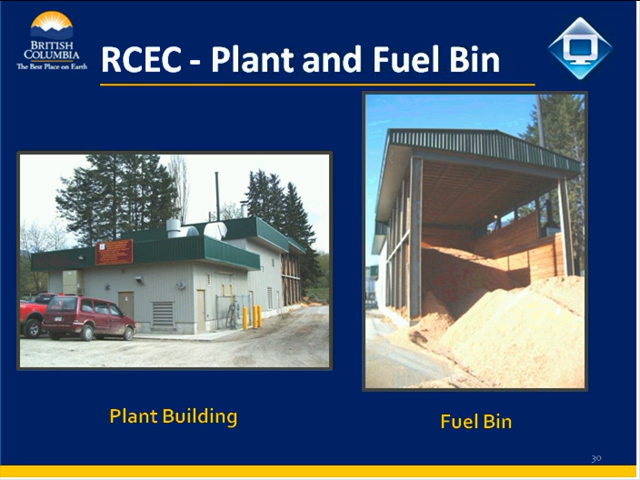 BRITISH
COLUMBIA
The Best Place on Earth
RCEC - Plant and Fuel Bin
Plant Building
Fuel Bin
30